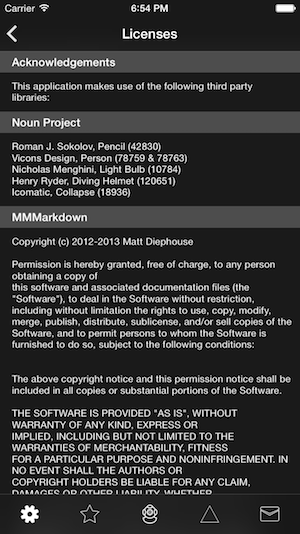 Carrier 6:54 PM
Licenses
Acknowledgements
This application makes use of the following third party
libraries:
Noun Project
Roman J. Sokolov, Pencil (42830)
Vicons Design, Person (78759 & 78763)
Nicholas Menghini, Light Bulb (10784)
Henry Ryder, Diving Helmet (120651)
Icomatic, Collapse (18936)
MMMarkdown
Copyright (c) 2012-2013 Matt Diephouse
Permission is hereby granted, free of charge, to any person
obtaining a copy of
this software and associated documentation files (the
"Software"), to deal in the Software without restriction,
including without limitation the rights to use, copy, modify,
merge, publish, distribute, sublicense, and/or sell copies of the
Software, and to permit persons to whom the Software is
furnished to do so, subject to the following conditions:
The above copyright notice and this permission notice shall be
included in all copies or substantial portions of the Software.
THE SOFTWARE IS PROVIDED "AS IS", WITHOUT
WARRANTY OF ANY KIND, EXPRESS OR
IMPLIED, INCLUDING BUT NOT LIMITED TO THE
WARRANTIES OF MERCHANTABILITY, FITNESS
FOR A PARTICULAR PURPOSE AND NONINFRINGEMENT. IN
NO EVENT SHALL THE AUTHORS OR
COPYRIGHT HOLDERS BE LIABLE FOR ANY CLAIM,
DAMAGES OR OTHER LIABILITY, WHETHER